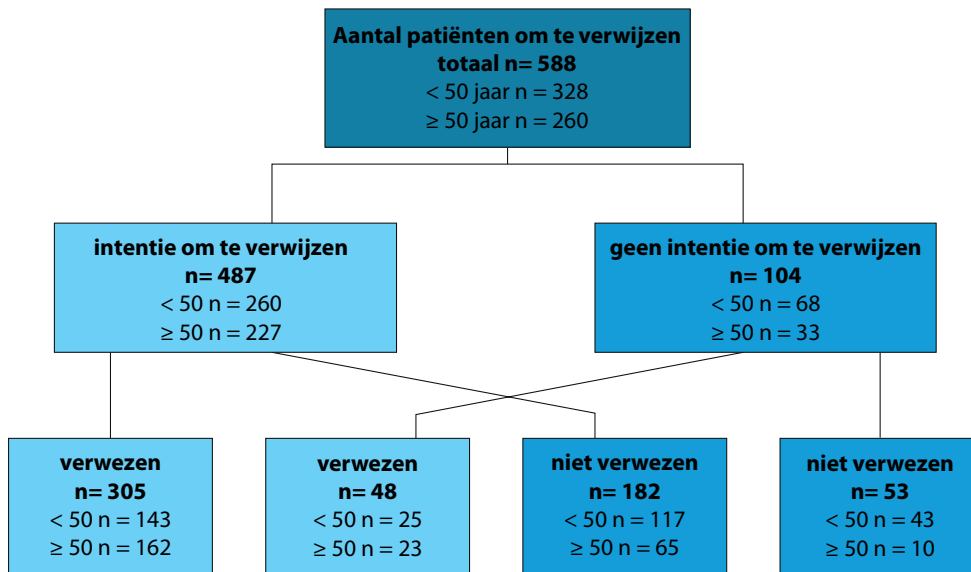 Aantal patiënten om te verwijzen
totaal n= 588
< 50 jaar n = 328
≥ 50 jaar n = 260
intentie om te verwijzen
n= 487
< 50 n = 260
≥ 50 n = 227
geen intentie om te verwijzen
n= 104
< 50 n = 68
≥ 50 n = 33
verwezen
n= 305
< 50 n = 143
≥ 50 n = 162
verwezen
n= 48
< 50 n = 25
≥ 50 n = 23
niet verwezen
n= 182
< 50 n = 117
≥ 50 n = 65
niet verwezen
n= 53
< 50 n = 43
≥ 50 n = 10